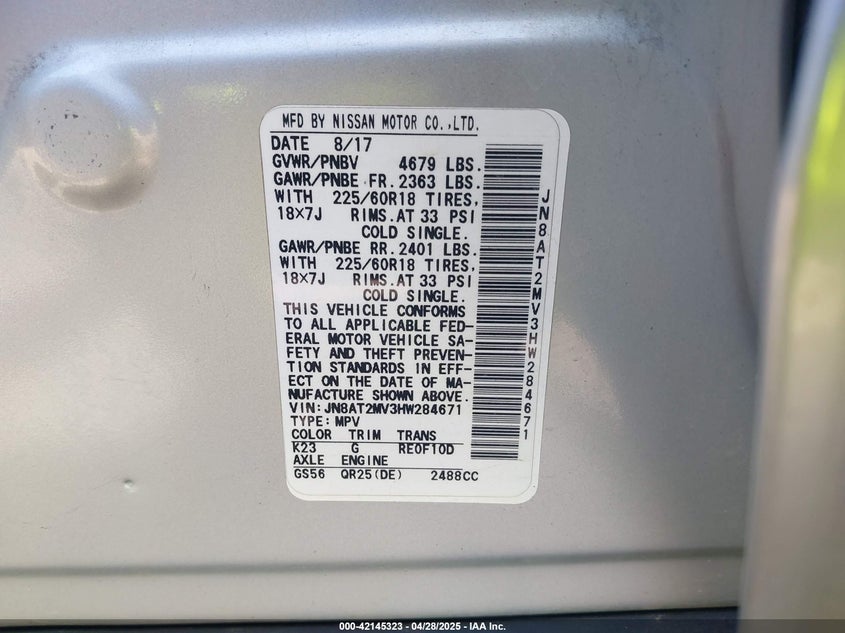 MFD BY NISSAN MOTOR CO.,LTD.
DATE 8/17
GVWR/PNBV 4679 LBS.
GAWR/PNBE FR. 2363 LBS.
WITH 225/60R18 TIRES,
18×7J RIMS. AT 33 PSI
COLD SINGLE.
GAWR/PNBE RR. 2401 LBS.
WITH 225/60R18 TIRES,
18×7J RIMS. AT 33 PSI
COLD SINGLE.
THIS VEHICLE CONFORMS
TO ALL APPLICABLE FED-
ERAL MOTOR VEHICLE SA-
FETY AND THEFT PREVEN-
TION STANDARDS IN EFF-
ECT ON THE DATE OF MA-
NUFACTURE SHOWN ABOVE.
VIN:JN8AT2MV3HW284671
TYPE:MPV
COLOR TRIM TRANS
K23 G RE0F10D
AXLE ENGINE
GS56 QR25(DE) 2488CC
JN8AT2MV3HW284671
000-42145323 - 04/28/2025 - IAA Inc.